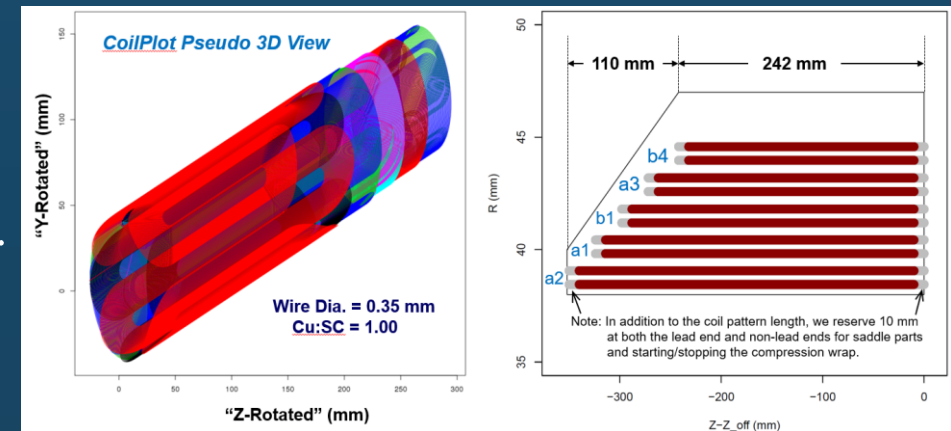 CoilPlot Pseudo 3D View
"Y-Rotated" (mm)
150
100
50
0
Wire Dia. = 0.35 mm
Cu:SC = 1.00
0 50 100 150 200 250 300
"Z-Rotated" (mm)
50
45
40
35
R (mm)
110 mm 242 mm
b4
a3
b1
a1
a2
Note: In addition to the coil pattern length, we reserve 10 mm
at both the lead end and non-lead ends for saddle parts
and starting/stopping the compression wrap.
−300 −200 −100 0
Z−Z_off (mm)